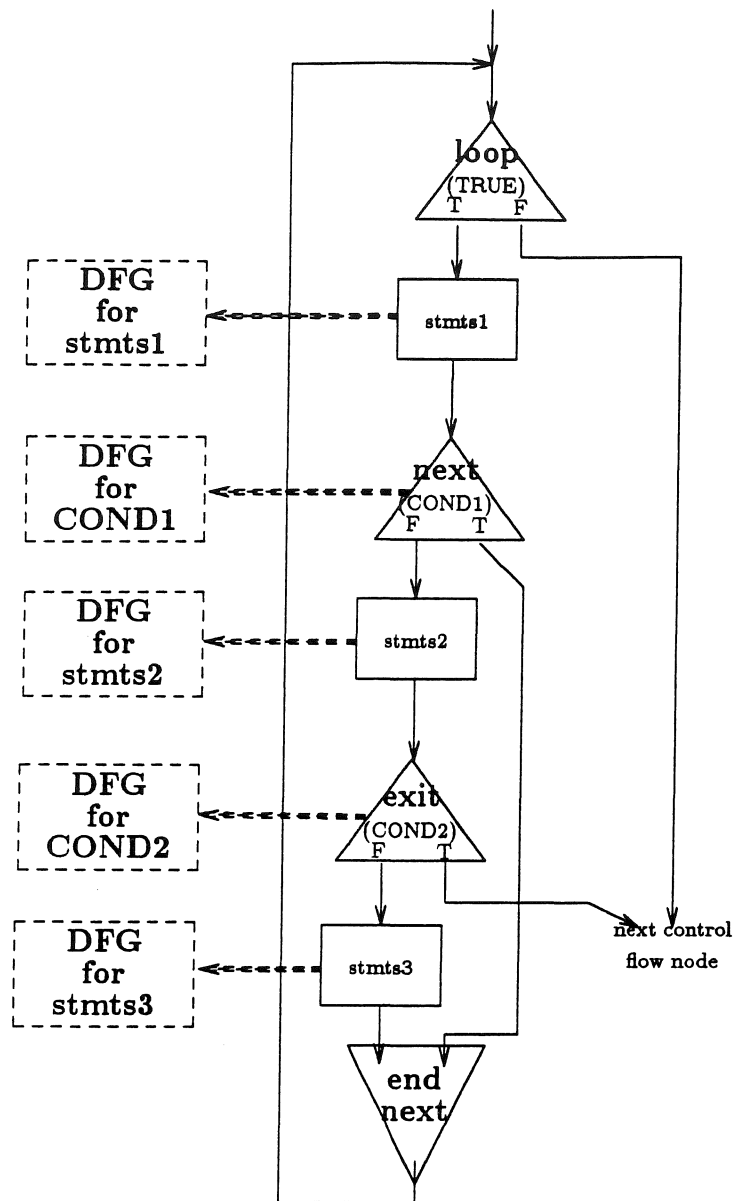 loop
(TRUE)
T F
DFG
for
stmts1
stmts1
DFG
for
COND1
next
(COND1)
F T
DFG
for
stmts2
stmts2
DFG
for
COND2
exit
(COND2)
F T
DFG
for
stmts3
stmts3
next control
flow node
end
next